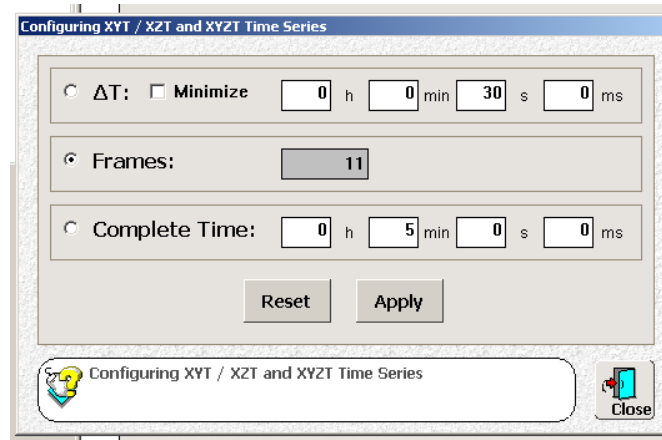 Configuring XYT / XZT and XYZT Time Series
ΔT: Minimize 0 h 0 min 30 s 0 ms
Frames: 11
Complete Time: 0 h 5 min 0 s 0 ms
Reset Apply
Configuring XYT / XZT and XYZT Time Series
Close